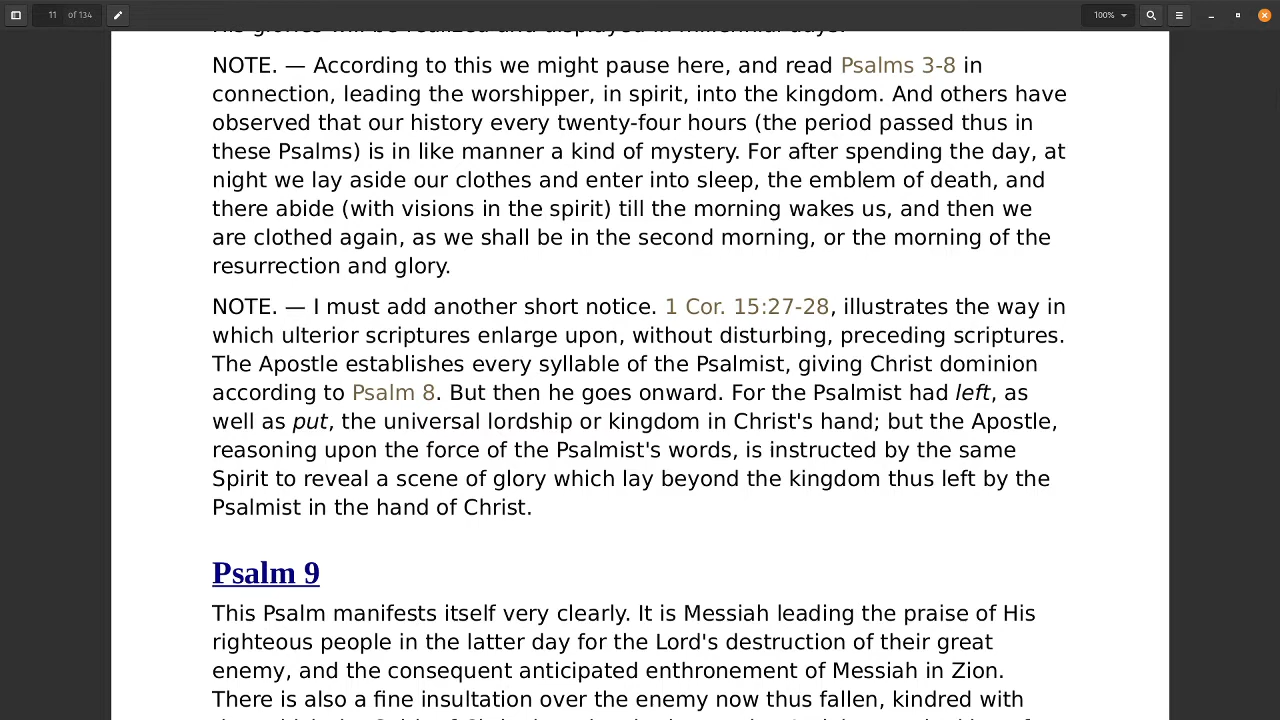 11 of 134
100%
His glories will be realized and displayed in millennial days.
NOTE. — According to this we might pause here, and read Psalms 3-8 in
connection, leading the worshipper, in spirit, into the kingdom. And others have
observed that our history every twenty-four hours (the period passed thus in
these Psalms) is in like manner a kind of mystery. For after spending the day, at
night we lay aside our clothes and enter into sleep, the emblem of death, and
there abide (with visions in the spirit) till the morning wakes us, and then we
are clothed again, as we shall be in the second morning, or the morning of the
resurrection and glory.
NOTE. — I must add another short notice. 1 Cor. 15:27-28, illustrates the way in
which ulterior scriptures enlarge upon, without disturbing, preceding scriptures.
The Apostle establishes every syllable of the Psalmist, giving Christ dominion
according to Psalm 8. But then he goes onward. For the Psalmist had left, as
well as put, the universal lordship or kingdom in Christ's hand; but the Apostle,
reasoning upon the force of the Psalmist's words, is instructed by the same
Spirit to reveal a scene of glory which lay beyond the kingdom thus left by the
Psalmist in the hand of Christ.
Psalm 9
This Psalm manifests itself very clearly. It is Messiah leading the praise of His
righteous people in the latter day for the Lord's destruction of their great
enemy, and the consequent anticipated enthronement of Messiah in Zion.
There is also a fine insultation over the enemy now thus fallen, kindred with